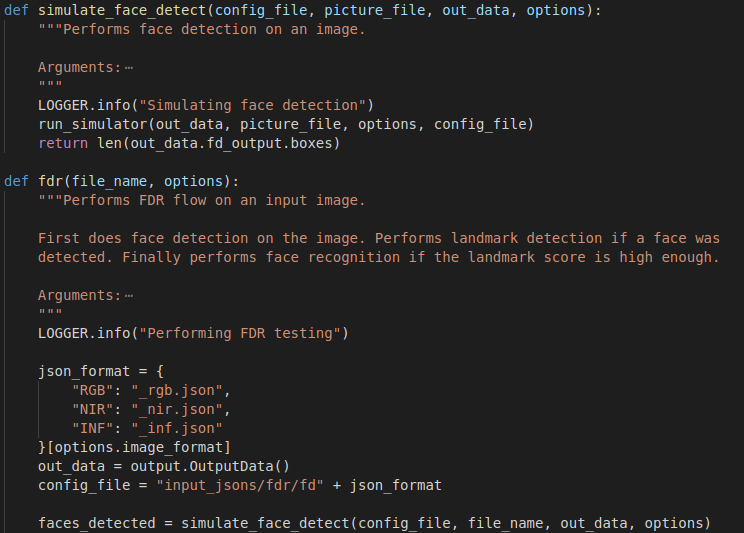 def simulate_face_detect(config_file, picture_file, out_data, options):
    """Performs face detection on an image.

    Arguments:⋯
    """
    LOGGER.info("Simulating face detection")
    run_simulator(out_data, picture_file, options, config_file)
    return len(out_data.fd_output.boxes)

def fdr(file_name, options):
    """Performs FDR flow on an input image.

    First does face detection on the image. Performs landmark detection if a face was
    detected. Finally performs face recognition if the landmark score is high enough.

    Arguments:⋯
    """
    LOGGER.info("Performing FDR testing")

    json_format = {
        "RGB": "_rgb.json",
        "NIR": "_nir.json",
        "INF": "_inf.json"
    }[options.image_format]
    out_data = output.OutputData()
    config_file = "input_jsons/fdr/fd" + json_format

    faces_detected = simulate_face_detect(config_file, file_name, out_data, options)